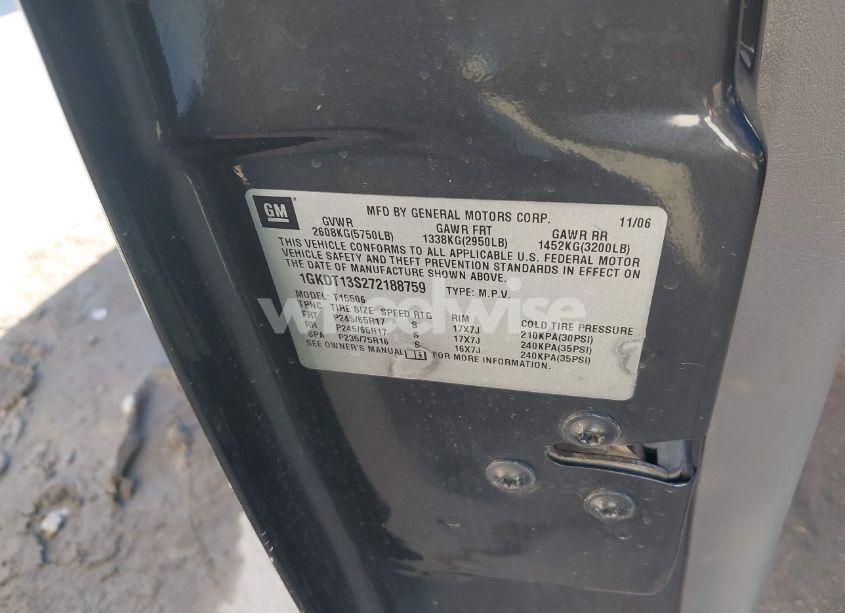 GM
MFD BY GENERAL MOTORS CORP. 11/06
GVWR GAWR FRT GAWR RR
2608KG(5750LB) 1338KG(2950LB) 1452KG(3200LB)
THIS VEHICLE CONFORMS TO ALL APPLICABLE U.S. FEDERAL MOTOR
VEHICLE SAFETY AND THEFT PREVENTION STANDARDS IN EFFECT ON
THE DATE OF MANUFACTURE SHOWN ABOVE.
1GKDT13S272188759 TYPE: M.P.V.
wheelwise
MODEL: T15506
TPNC TIRE SIZE SPEED RTG RIM COLD TIRE PRESSURE
FRT P245/65R17 S 17X7J 210KPA(30PSI)
RR P245/65R17 S 17X7J 240KPA(35PSI)
SPA P235/75R16 S 16X7J 240KPA(35PSI)
SEE OWNER'S MANUAL FOR MORE INFORMATION.